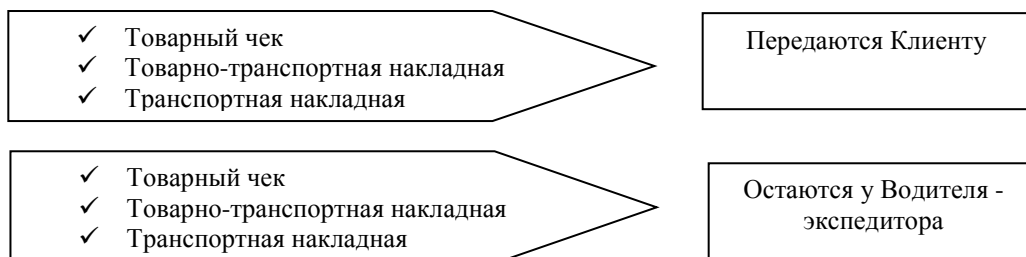 ✓ Товарный чек
✓ Товарно-транспортная накладная
✓ Транспортная накладная
Передаются Клиенту
✓ Товарный чек
✓ Товарно-транспортная накладная
✓ Транспортная накладная
Остаются у Водителя -
экспедитора